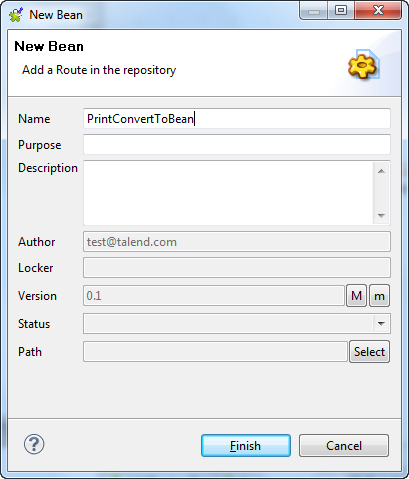 New Bean
New Bean
Add a Route in the repository
Name PrintConvertToBean
Purpose
Description
Author test@talend.com
Locker
Version 0.1 M m
Status
Path Select
? Finish Cancel